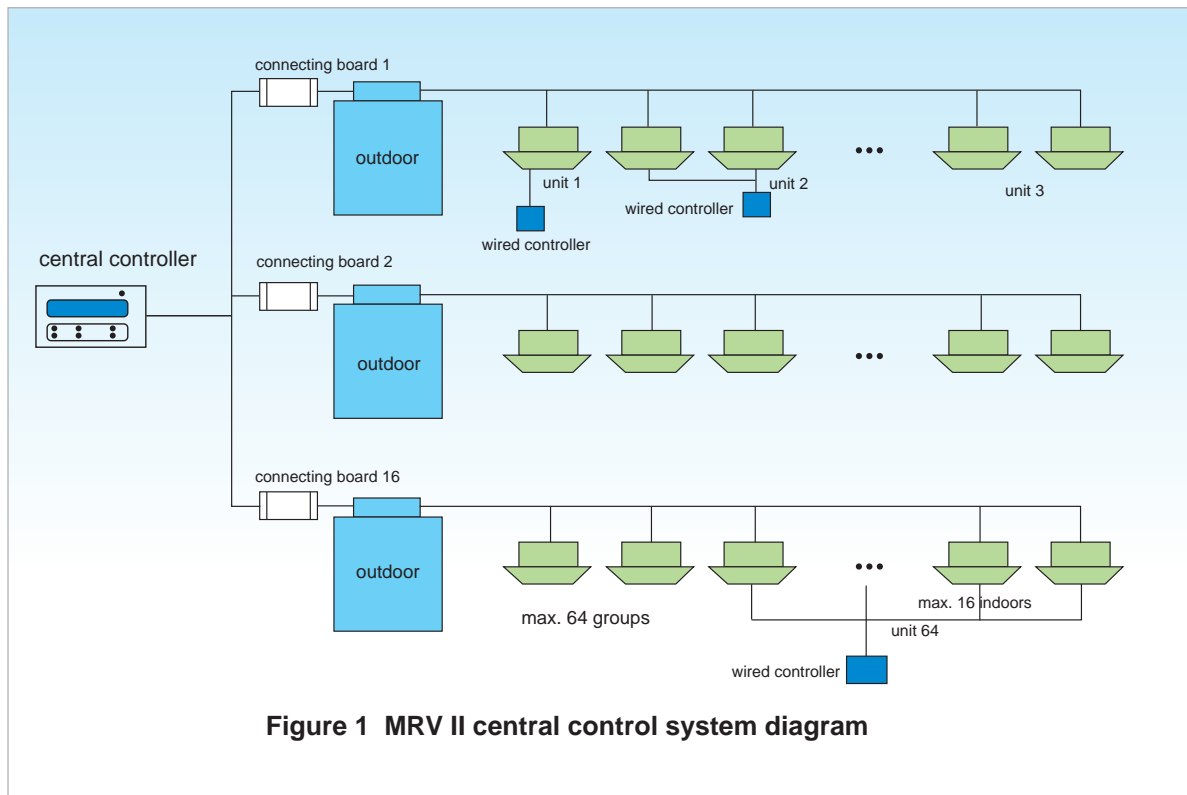 connecting board 1
outdoor
•••
unit 1
unit 2
unit 3
wired controller
wired controller
central controller
connecting board 2
outdoor
•••
connecting board 16
outdoor
•••
max. 64 groups
max. 16 indoors
unit 64
wired controller
Figure 1 MRV II central control system diagram